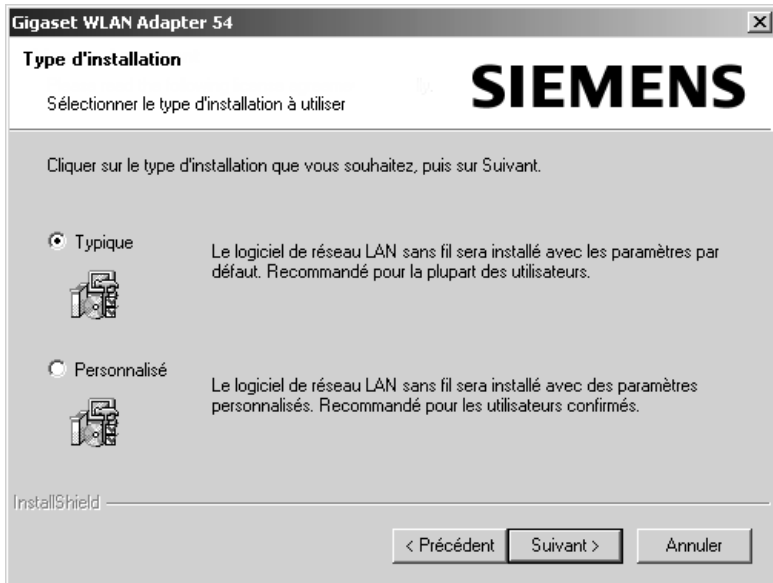 Gigaset WLAN Adapter 54
Type d'installation
Sélectionner le type d'installation à utiliser
SIEMENS
Cliquer sur le type d'installation que vous souhaitez, puis sur Suivant.
Typique
Le logiciel de réseau LAN sans fil sera installé avec les paramètres par
défaut. Recommandé pour la plupart des utilisateurs.
Personnalisé
Le logiciel de réseau LAN sans fil sera installé avec des paramètres
personnalisés. Recommandé pour les utilisateurs confirmés.
InstallShield
< Précédent Suivant > Annuler